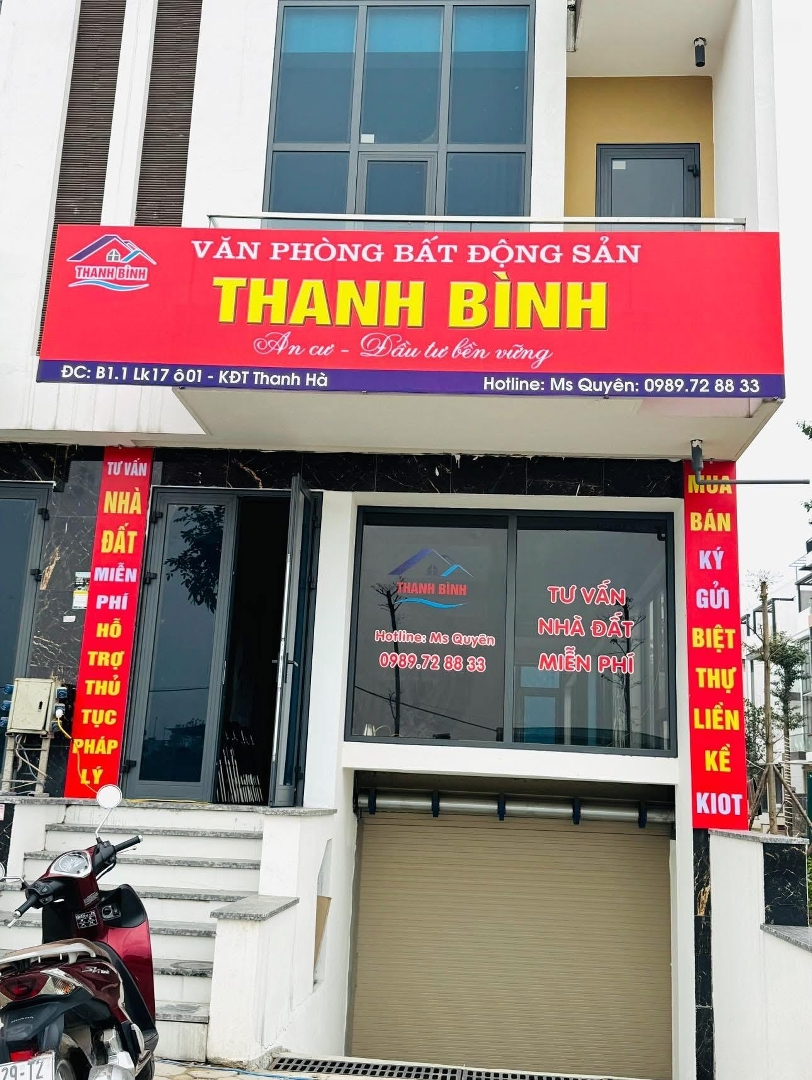 THANH BÌNH
VĂN PHÒNG BẤT ĐỘNG SẢN
THANH BÌNH
An cư - Đầu tư bền vững
ĐC: B1.1 Lk17 ô01 - KĐT Thanh Hà
Hotline: Ms Quyên: 0989.72 88 33
TƯ VẤN
NHÀ
ĐẤT
MIỄN
PHÍ
HỖ
TRỢ
THỦ
TỤC
PHÁP
LÝ
THANH BÌNH
Hotline: Ms Quyên
0989.72 88 33
TƯ VẤN
NHÀ ĐẤT
MIỄN PHÍ
MUA
BÁN
KÝ
GỬI
BIỆT
THỰ
LIỀN
KỀ
KIOT
29-T2